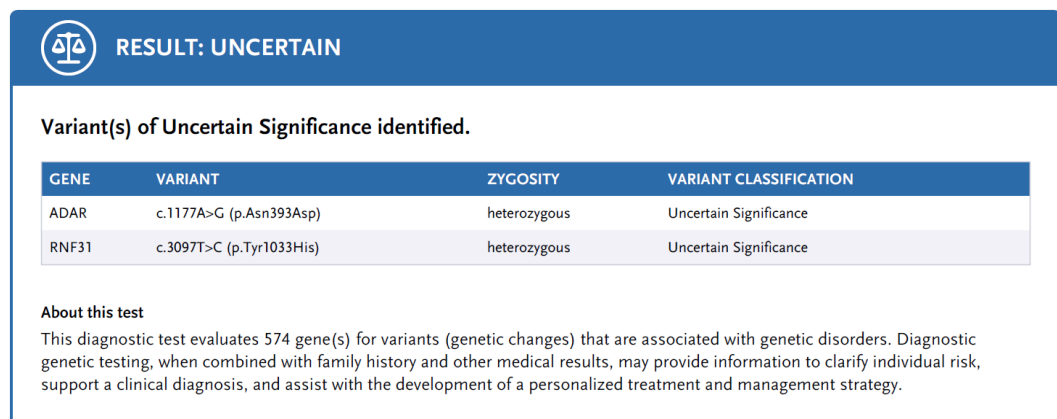 RESULT: UNCERTAIN
Variant(s) of Uncertain Significance identified.
GENE VARIANT ZYGOSITY VARIANT CLASSIFICATION
ADAR c.1177A>G (p.Asn393Asp) heterozygous Uncertain Significance
RNF31 c.3097T>C (p.Tyr1033His) heterozygous Uncertain Significance
About this test
This diagnostic test evaluates 574 gene(s) for variants (genetic changes) that are associated with genetic disorders. Diagnostic
genetic testing, when combined with family history and other medical results, may provide information to clarify individual risk,
support a clinical diagnosis, and assist with the development of a personalized treatment and management strategy.